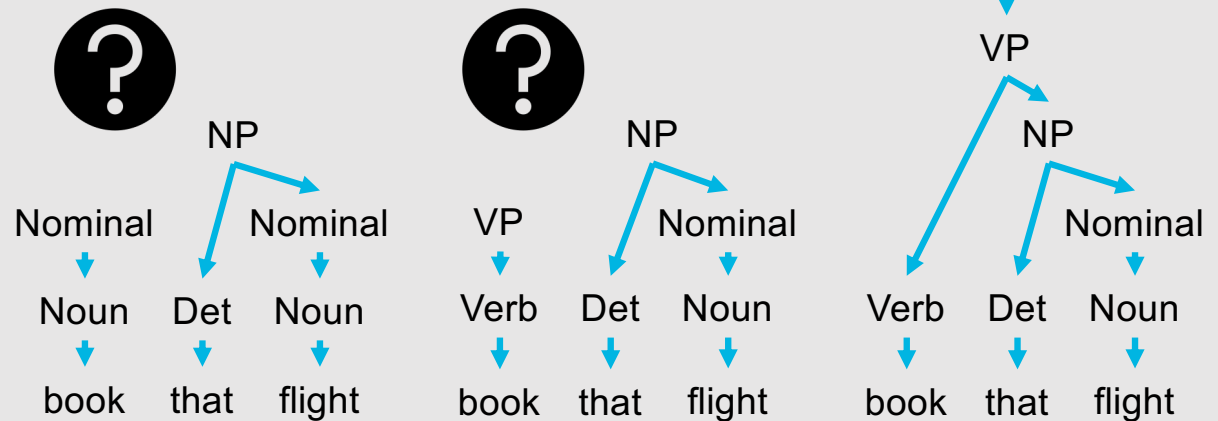 ?
NP
Nominal Nominal
Noun Det Noun
book that flight
?
NP
VP Nominal
Verb Det Noun
book that flight
VP
NP
Nominal
Verb Det Noun
book that flight